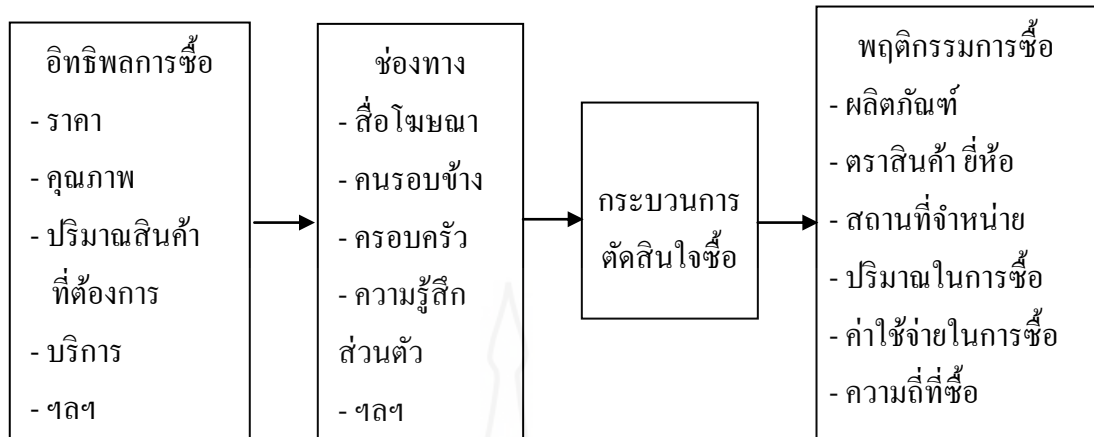 อิทธิพลการซื้อ
- ราคา
- คุณภาพ
- ปริมาณสินค้า
ที่ต้องการ
- บริการ
- ฯลฯ
ช่องทาง
- สื่อโฆษณา
- คนรอบข้าง
- ครอบครัว
- ความรู้สึก
ส่วนตัว
- ฯลฯ
กระบวนการ
ตัดสินใจซื้อ
พฤติกรรมการซื้อ
- ผลิตภัณฑ์
- ตราสินค้า ยี่ห้อ
- สถานที่จำหน่าย
- ปริมาณในการซื้อ
- ค่าใช้จ่ายในการซื้อ
- ความถี่ที่ซื้อ